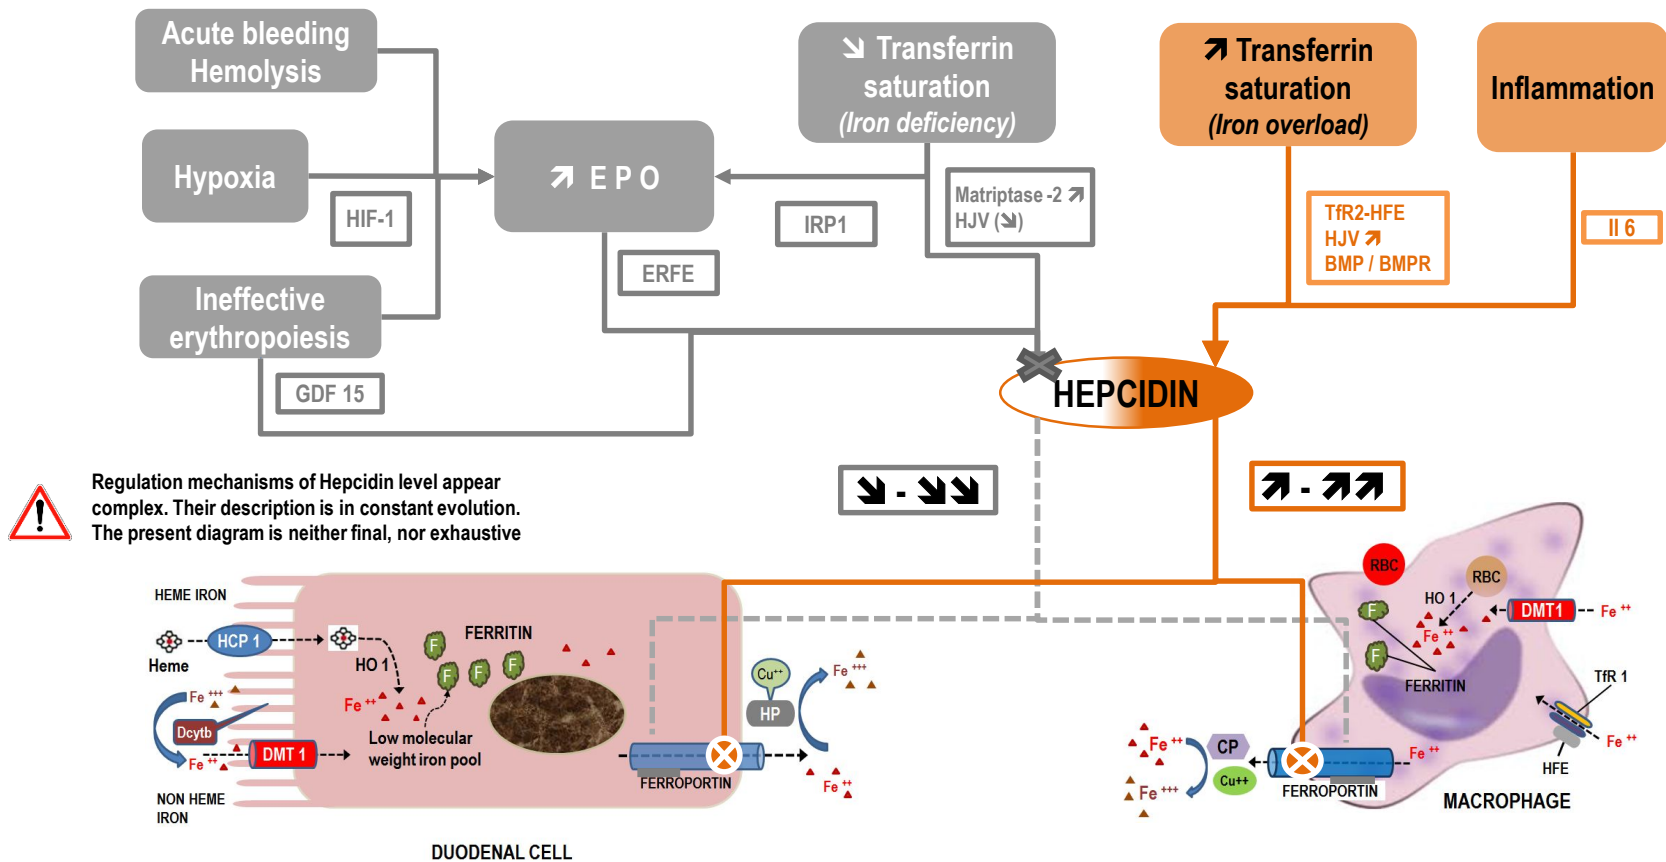 Acute bleeding
Hemolysis
↘ Transferrin
saturation
(Iron deficiency)
↗ Transferrin
saturation
(Iron overload)
Inflammation
Hypoxia
↗ E P O
HIF-1
IRP1
Matriptase -2 ↗
HJV (↘)
TfR2-HFE
HJV ↗
BMP / BMPR
Il 6
ERFE
Ineffective
erythropoiesis
GDF 15
HEPCIDIN
↘ - ↘↘
↗ - ↗↗
Regulation mechanisms of Hepcidin level appear
complex. Their description is in constant evolution.
The present diagram is neither final, nor exhaustive
HEME IRON
HCP 1
Heme
HO 1
FERRITIN
F
F
F
F
Fe +++
Dcytb
Fe ++
DMT 1
Fe ++
Low molecular
weight iron pool
NON HEME
IRON
Cu++
HP
Fe +++
Fe ++
FERROPORTIN
DUODENAL CELL
RBC
RBC
HO 1
DMT1
Fe ++
F
Fe ++
F
FERRITIN
TfR 1
Fe ++
HFE
Fe ++
CP
Cu++
Fe +++
Fe ++
FERROPORTIN
MACROPHAGE